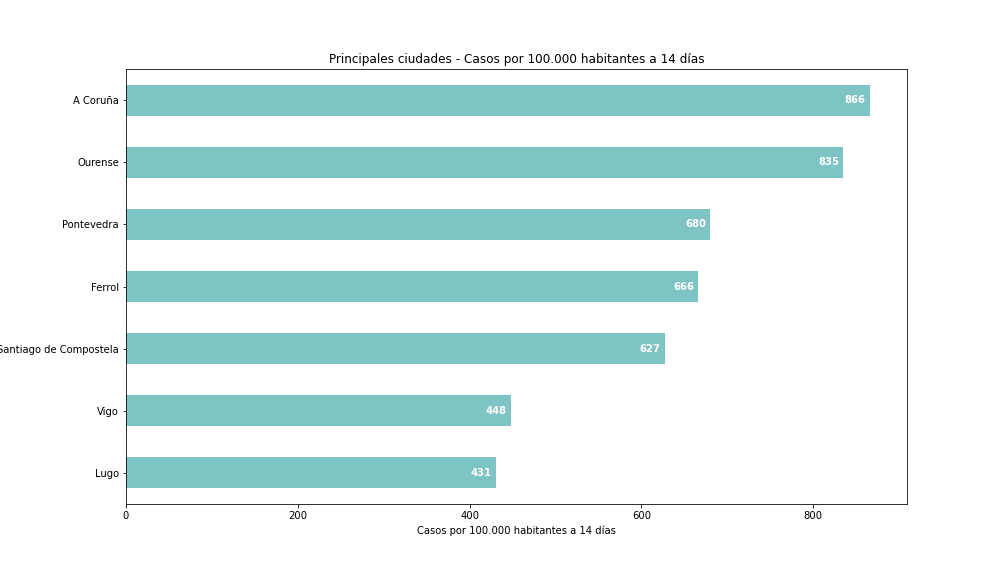 Principales ciudades - Casos por 100.000 habitantes a 14 días
A Coruña 866
Ourense 835
Pontevedra 680
Ferrol 666
Santiago de Compostela 627
Vigo 448
Lugo 431
0 200 400 600 800
Casos por 100.000 habitantes a 14 días